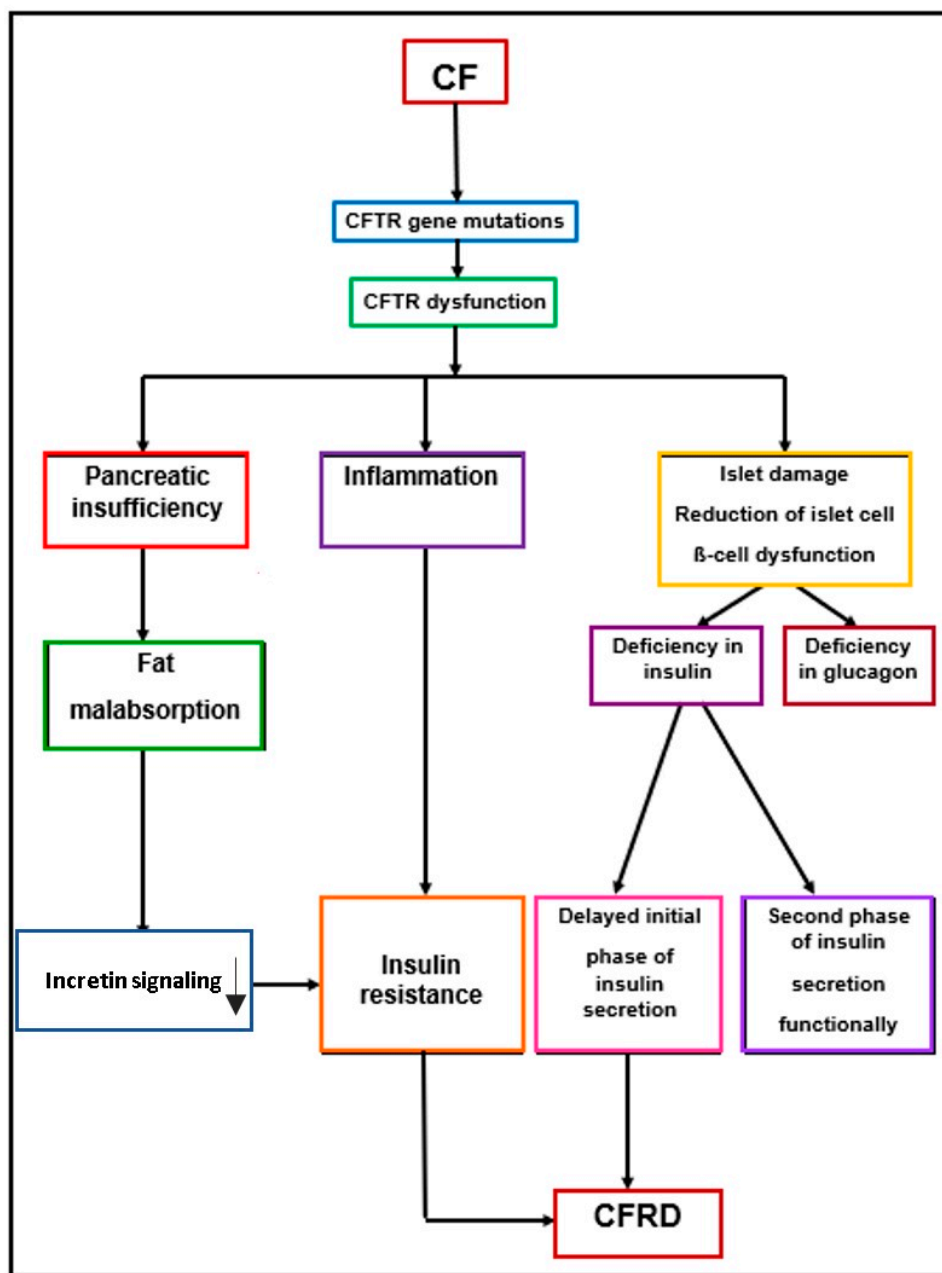 CF
CFTR gene mutations
CFTR dysfunction
Pancreatic
insufficiency
Inflammation
Islet damage
Reduction of islet cell
ß-cell dysfunction
Fat
malabsorption
Deficiency in
insulin
Deficiency
in glucagon
Incretin signaling
Insulin
resistance
Delayed initial
phase of
insulin
secretion
Second phase
of insulin
secretion
functionally
CFRD